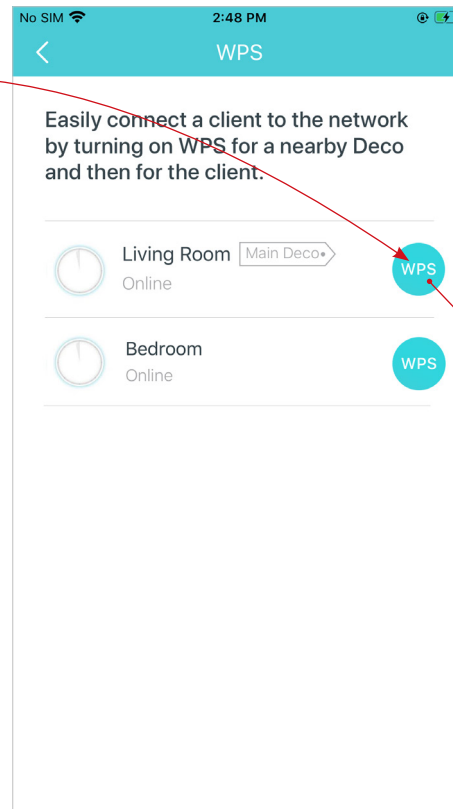 No SIM 2:48 PM
WPS
Easily connect a client to the network
by turning on WPS for a nearby Deco
and then for the client.
Living Room Main Deco
Online
WPS
Bedroom
Online
WPS